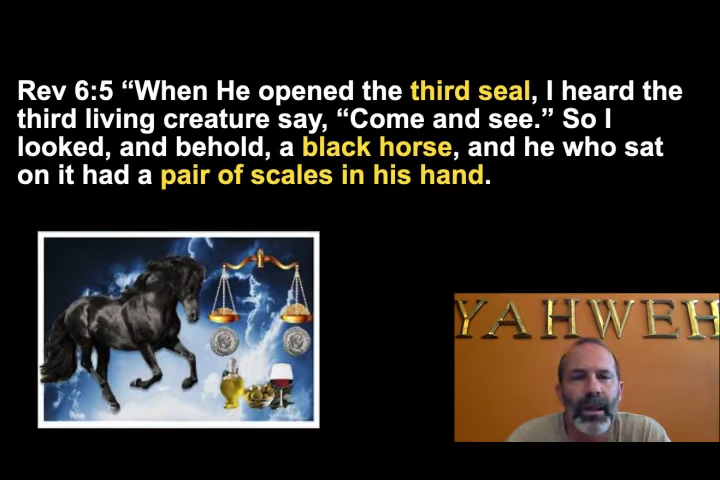 Rev 6:5 “When He opened the third seal, I heard the
third living creature say, “Come and see.” So I
looked, and behold, a black horse, and he who sat
on it had a pair of scales in his hand.
YAHWEH